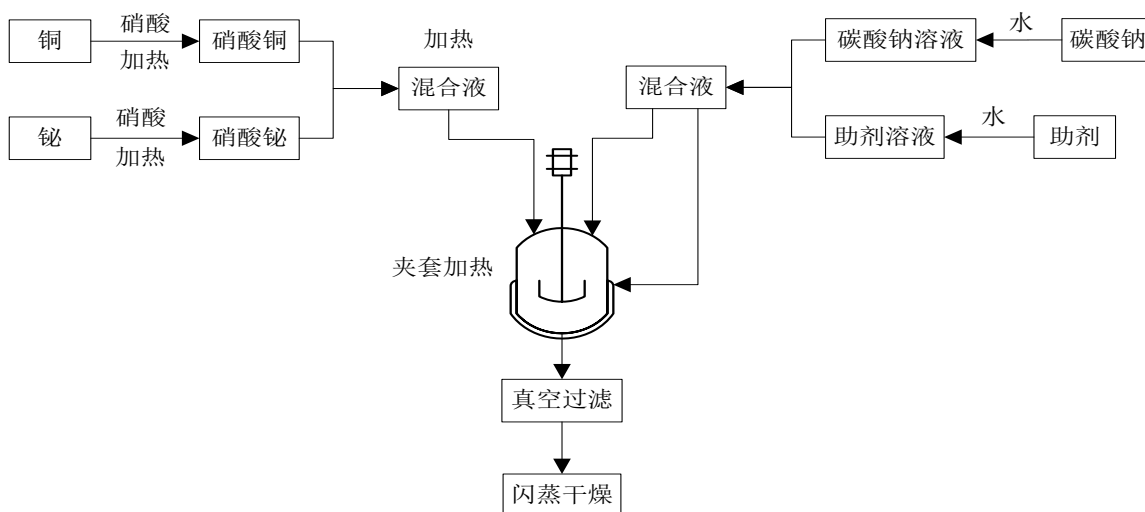 铜
硝酸
加热
硝酸铜
铋
硝酸
加热
硝酸铋
加热
混合液
混合液
碳酸钠溶液
水
碳酸钠
助剂溶液
水
助剂
夹套加热
真空过滤
闪蒸干燥